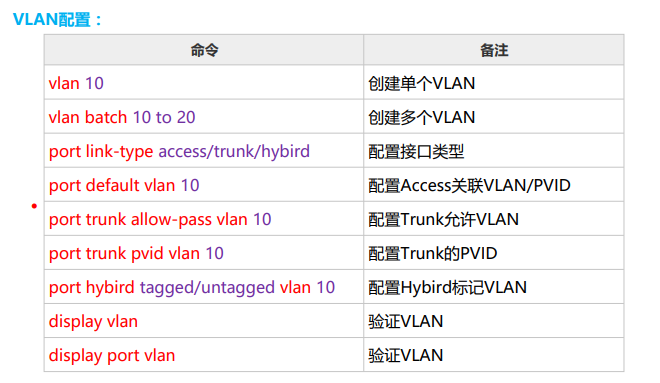 VLAN配置：
命令 备注
vlan 10 创建单个VLAN
vlan batch 10 to 20 创建多个VLAN
port link-type access/trunk/hybird 配置接口类型
port default vlan 10 配置Access关联VLAN/PVID
port trunk allow-pass vlan 10 配置Trunk允许VLAN
port trunk pvid vlan 10 配置Trunk的PVID
port hybird tagged/untagged vlan 10 配置Hybird标记VLAN
display vlan 验证VLAN
display port vlan 验证VLAN